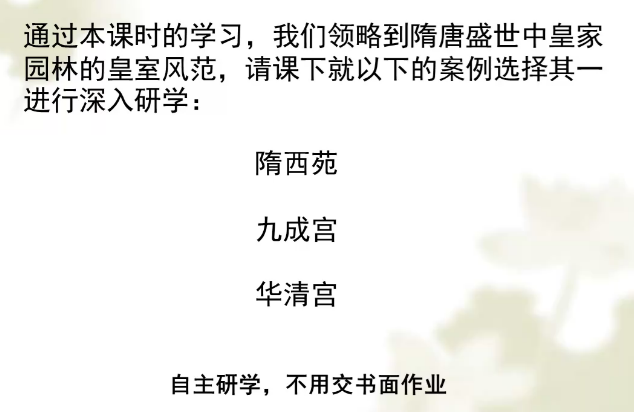 通过本课时的学习，我们领略到隋唐盛世中皇家
园林的皇室风范，请课下就以下的案例选择其一
进行深入研学：
隋西苑
九成宫
华清宫
自主研学，不用交书面作业